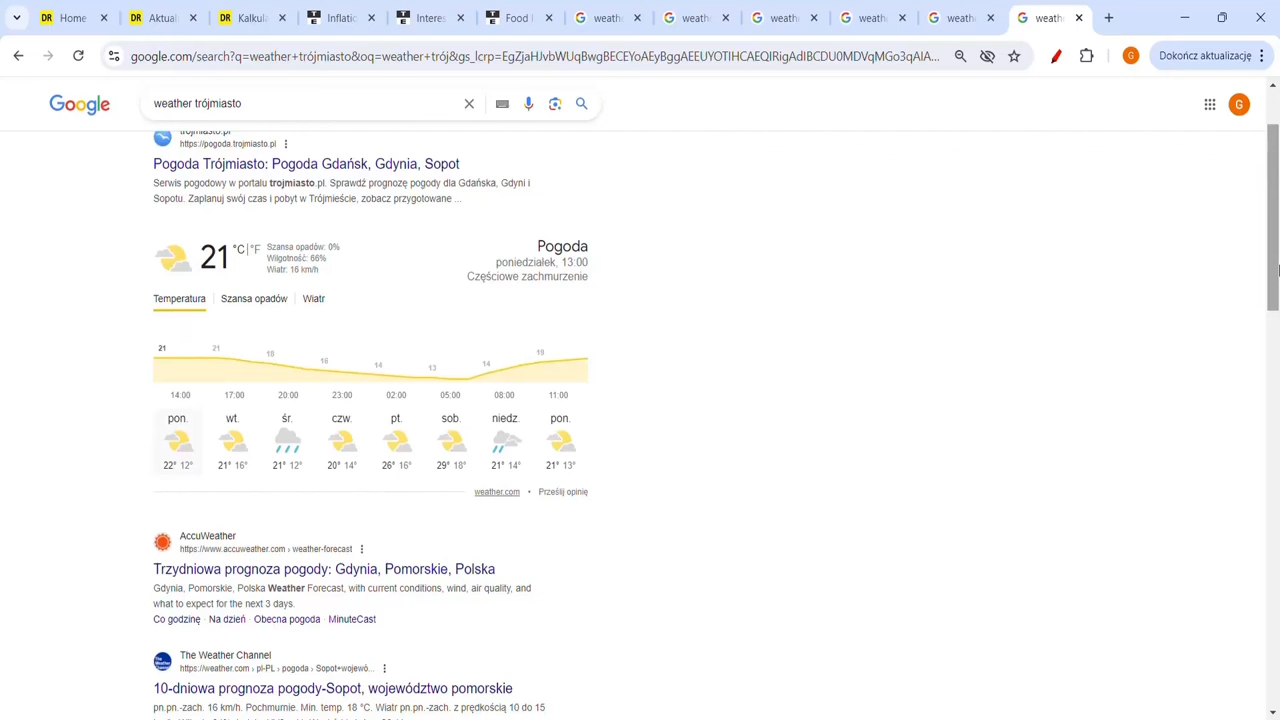 Home
Aktual
Kalkul
Inflatio
Interes
Food I
weathe
weathe
weathe
weathe
weathe
weathe
google.com/search?q=weather+trójmiasto&oq=weather+trój&gs_lcrp=EgZjaHJvbWUqBwgBECEYoAEyBggAEEUYOTIHCAEQIRigAdIBCDU0MDVqMGo3qAIA...
Dokończ aktualizację
Google
weather trójmiasto
G
G
trojmiasto.pl
https://pogoda.trojmiasto.pl
Pogoda Trójmiasto: Pogoda Gdańsk, Gdynia, Sopot
Serwis pogodowy w portalu trojmiasto.pl. Sprawdź prognozę pogody dla Gdańska, Gdyni i
Sopotu. Zaplanuj swój czas i pobyt w Trójmieście, zobacz przygotowane ...
21 °C | °F
Szansa opadów: 0%
Wilgotność: 66%
Wiatr: 16 km/h
Pogoda
poniedziałek, 13:00
Częściowe zachmurzenie
Temperatura Szansa opadów Wiatr
21 21 18 16 14 13 14 19
14:00 17:00 20:00 23:00 02:00 05:00 08:00 11:00
pon. wt. śr. czw. pt. sob. niedz. pon.
22° 12° 21° 16° 21° 12° 20° 14° 26° 16° 29° 18° 21° 14° 21° 13°
weather.com • Prześlij opinię
AccuWeather
https://www.accuweather.com › weather-forecast
Trzydniowa prognoza pogody: Gdynia, Pomorskie, Polska
Gdynia, Pomorskie, Polska Weather Forecast, with current conditions, wind, air quality, and
what to expect for the next 3 days.
Co godzinę · Na dzień · Obecna pogoda · MinuteCast
The Weather Channel
https://weather.com › pl-PL › pogoda › Sopot+wojewó...
10-dniowa prognoza pogody-Sopot, województwo pomorskie
pn.pn.-zach. 16 km/h. Pochmurnie. Min. temp. 18 °C. Wiatr pn.pn.-zach. z prędkością 10 do 15